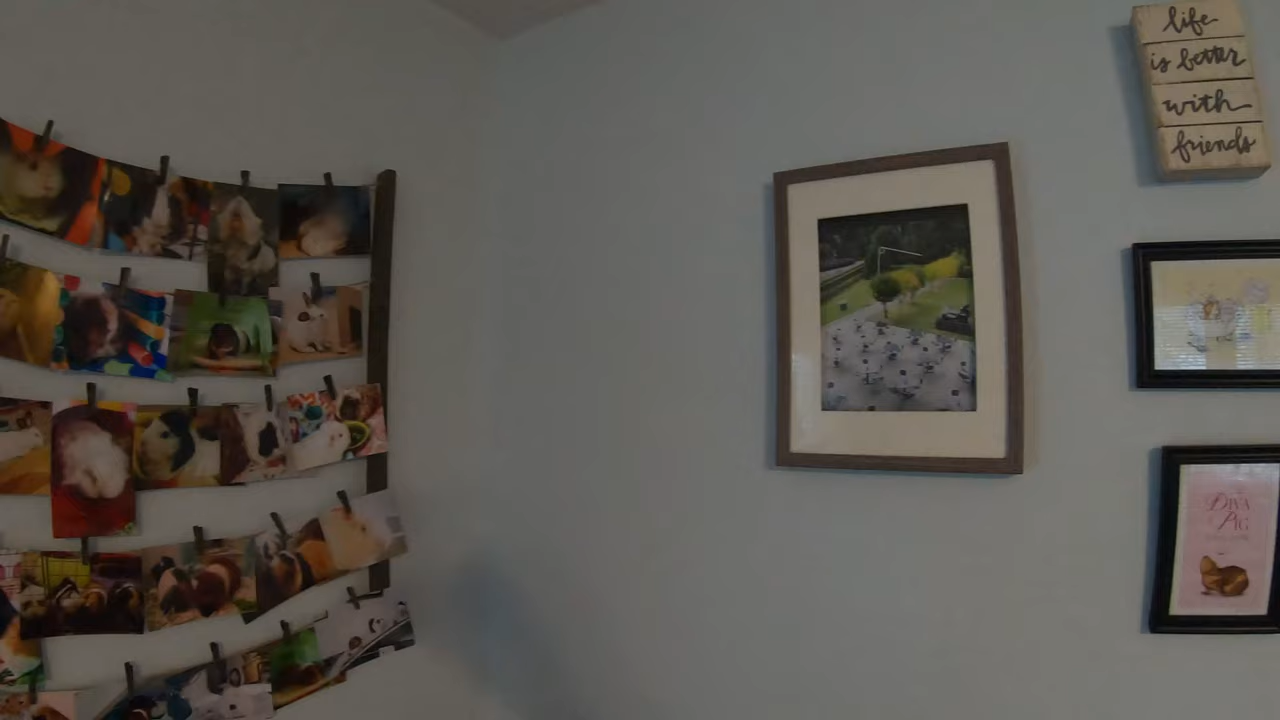 life
is better
with
friends
DIVA
PIG